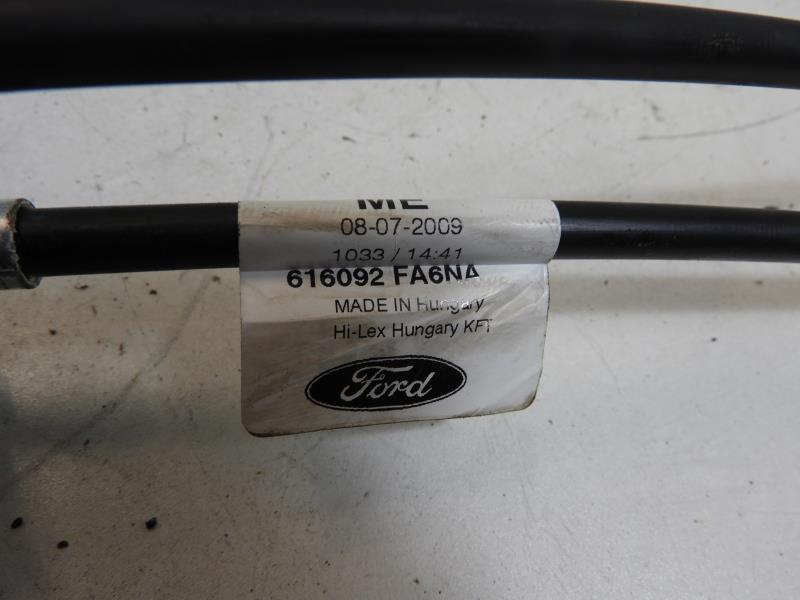 ME
08-07-2009
1033 / 14:41
616092 FA6NA
MADE IN Hungary
Hi-Lex Hungary KFT
Ford